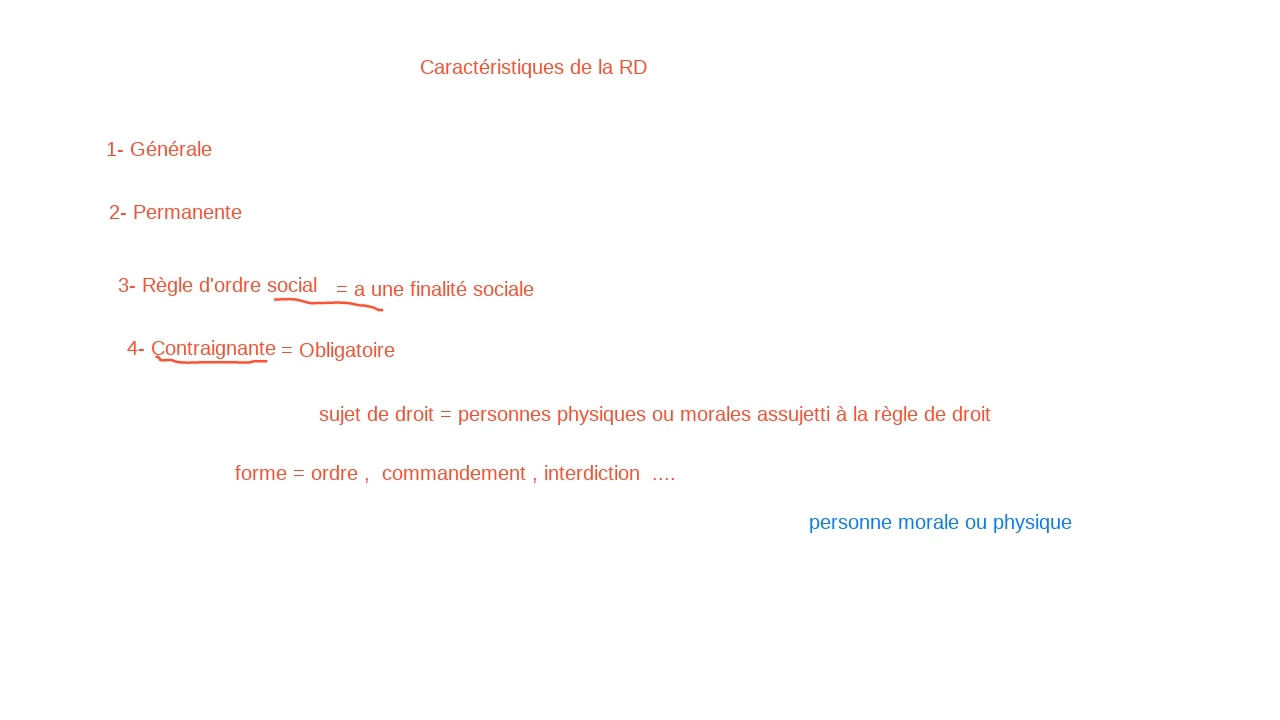 Caractéristiques de la RD
1- Générale
2- Permanente
3- Règle d'ordre social = a une finalité sociale
4- Contraignante = Obligatoire
sujet de droit = personnes physiques ou morales assujetti à la règle de droit
forme = ordre , commandement , interdiction ....
personne morale ou physique